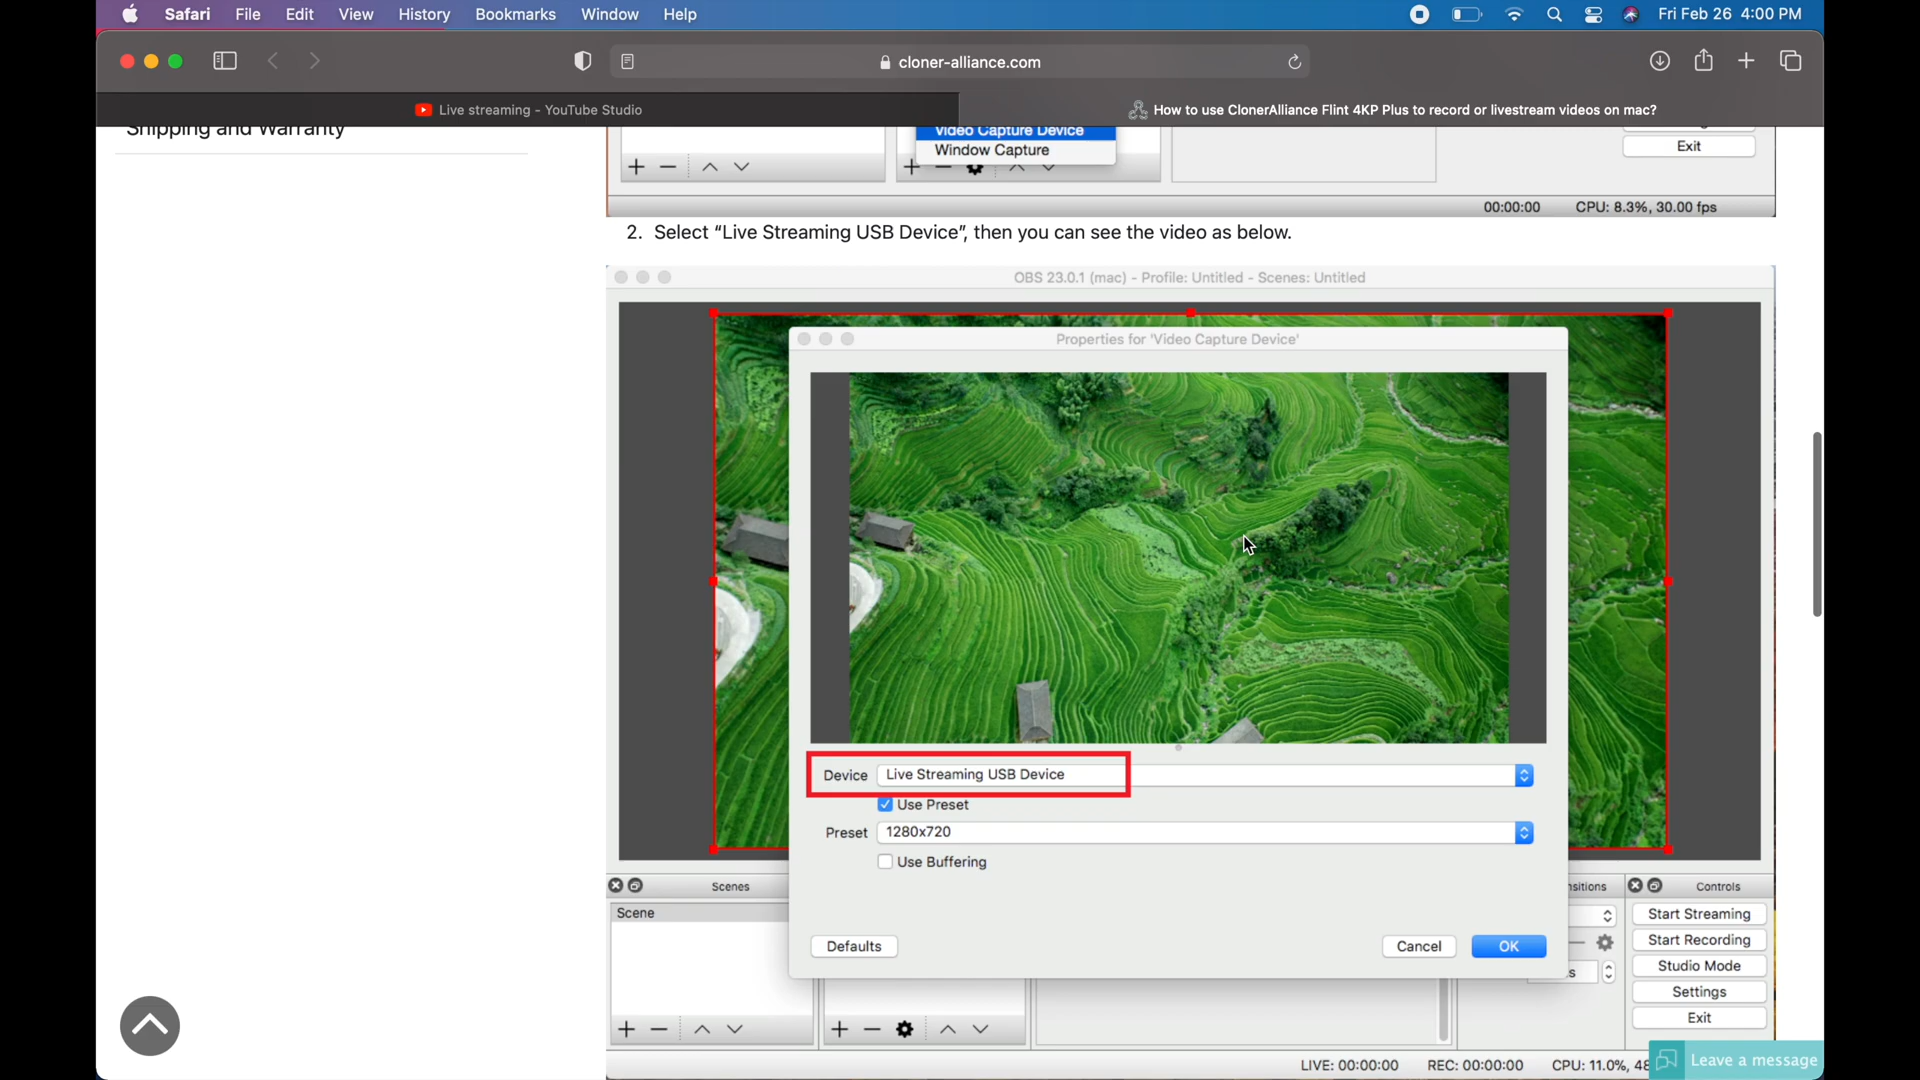 Safari File Edit View History Bookmarks Window Help Fri Feb 26 4:00 PM
cloner-alliance.com
Live streaming - YouTube Studio
How to use ClonerAlliance Flint 4KP Plus to record or livestream videos on mac?
Shipping and Warranty
Video Capture Device
Window Capture
Exit
00:00:00 CPU: 8.3%, 30.00 fps
2. Select “Live Streaming USB Device”, then you can see the video as below.
OBS 23.0.1 (mac) - Profile: Untitled - Scenes: Untitled
Properties for 'Video Capture Device'
Device Live Streaming USB Device
Use Preset
Preset 1280x720
Use Buffering
Defaults Cancel OK
Scenes
Scene
nsitions
s
Controls
Start Streaming
Start Recording
Studio Mode
Settings
Exit
LIVE: 00:00:00 REC: 00:00:00 CPU: 11.0%, 48
Leave a message